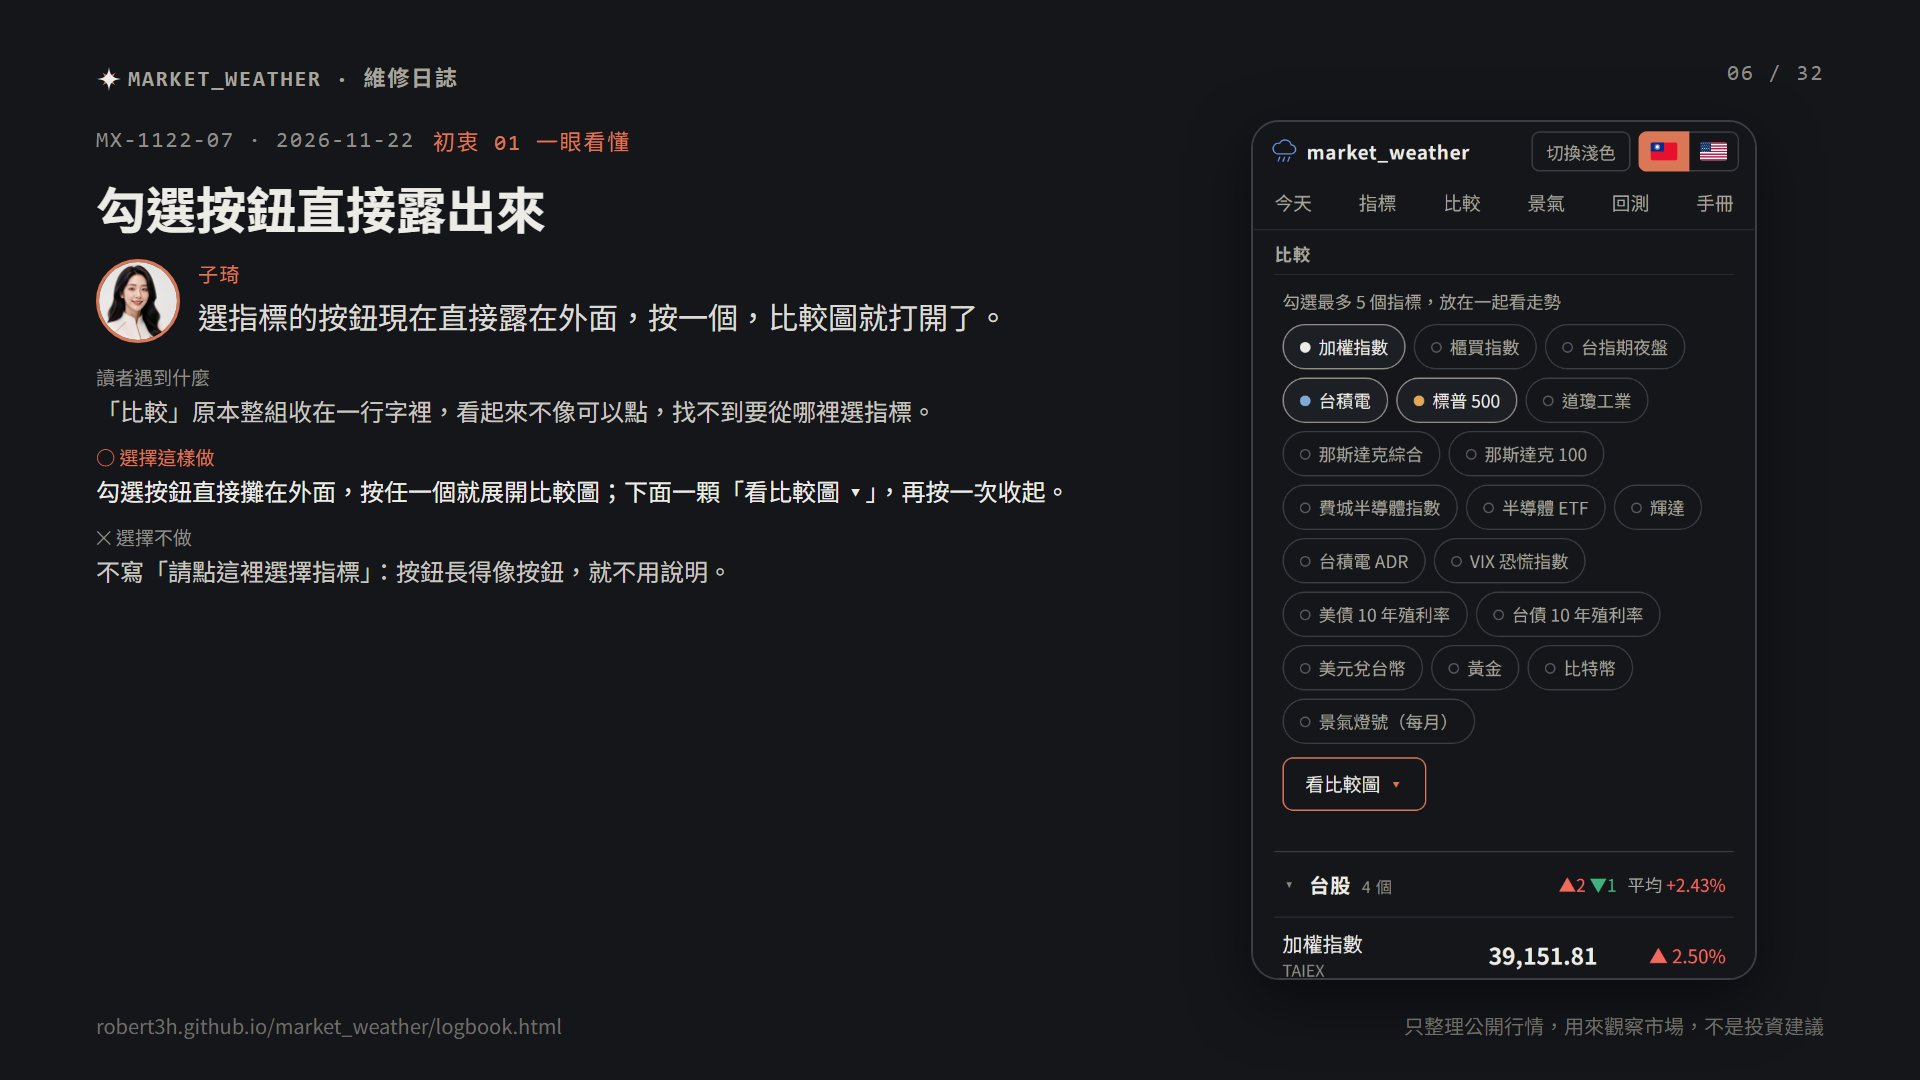 MARKET_WEATHER · 維修日誌
06 / 32
MX-1122-07 · 2026-11-22 初衷 01 一眼看懂
勾選按鈕直接露出來
子琦
選指標的按鈕現在直接露在外面，按一個，比較圖就打開了。
讀者遇到什麼
「比較」原本整組收在一行字裡，看起來不像可以點，找不到要從哪裡選指標。
○ 選擇這樣做
勾選按鈕直接攤在外面，按任一個就展開比較圖；下面一顆「看比較圖 ▾」，再按一次收起。
× 選擇不做
不寫「請點這裡選擇指標」：按鈕長得像按鈕，就不用說明。
market_weather 切換淺色
今天 指標 比較 景氣 回測 手冊
比較
勾選最多 5 個指標，放在一起看走勢
加權指數 櫃買指數 台指期夜盤
台積電 標普 500 道瓊工業
那斯達克綜合 那斯達克 100
費城半導體指數 半導體 ETF 輝達
台積電 ADR VIX 恐慌指數
美債 10 年殖利率 台債 10 年殖利率
美元兌台幣 黃金 比特幣
景氣燈號（每月）
看比較圖 ▾
▾ 台股 4 個 ▲2 ▼1 平均 +2.43%
加權指數 39,151.81 ▲ 2.50%
TAIEX
robert3h.github.io/market_weather/logbook.html
只整理公開行情，用來觀察市場，不是投資建議